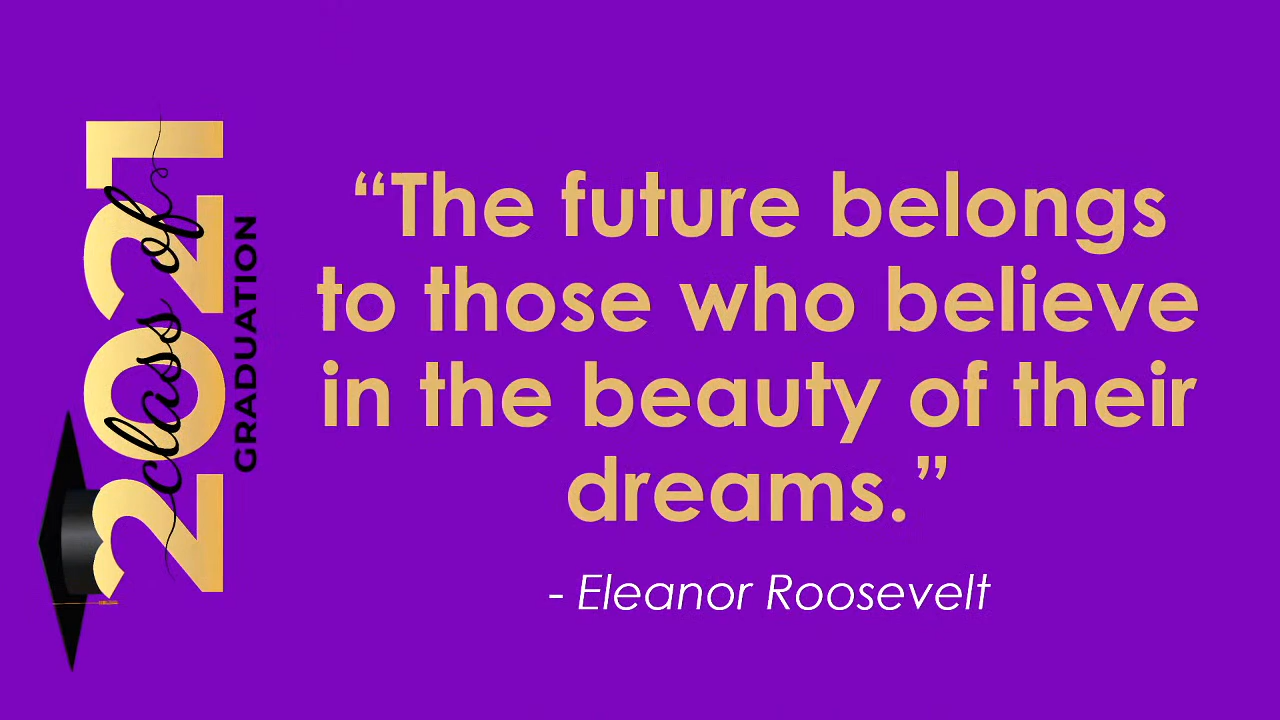 class of
2021
GRADUATION
“The future belongs
to those who believe
in the beauty of their
dreams.”
- Eleanor Roosevelt